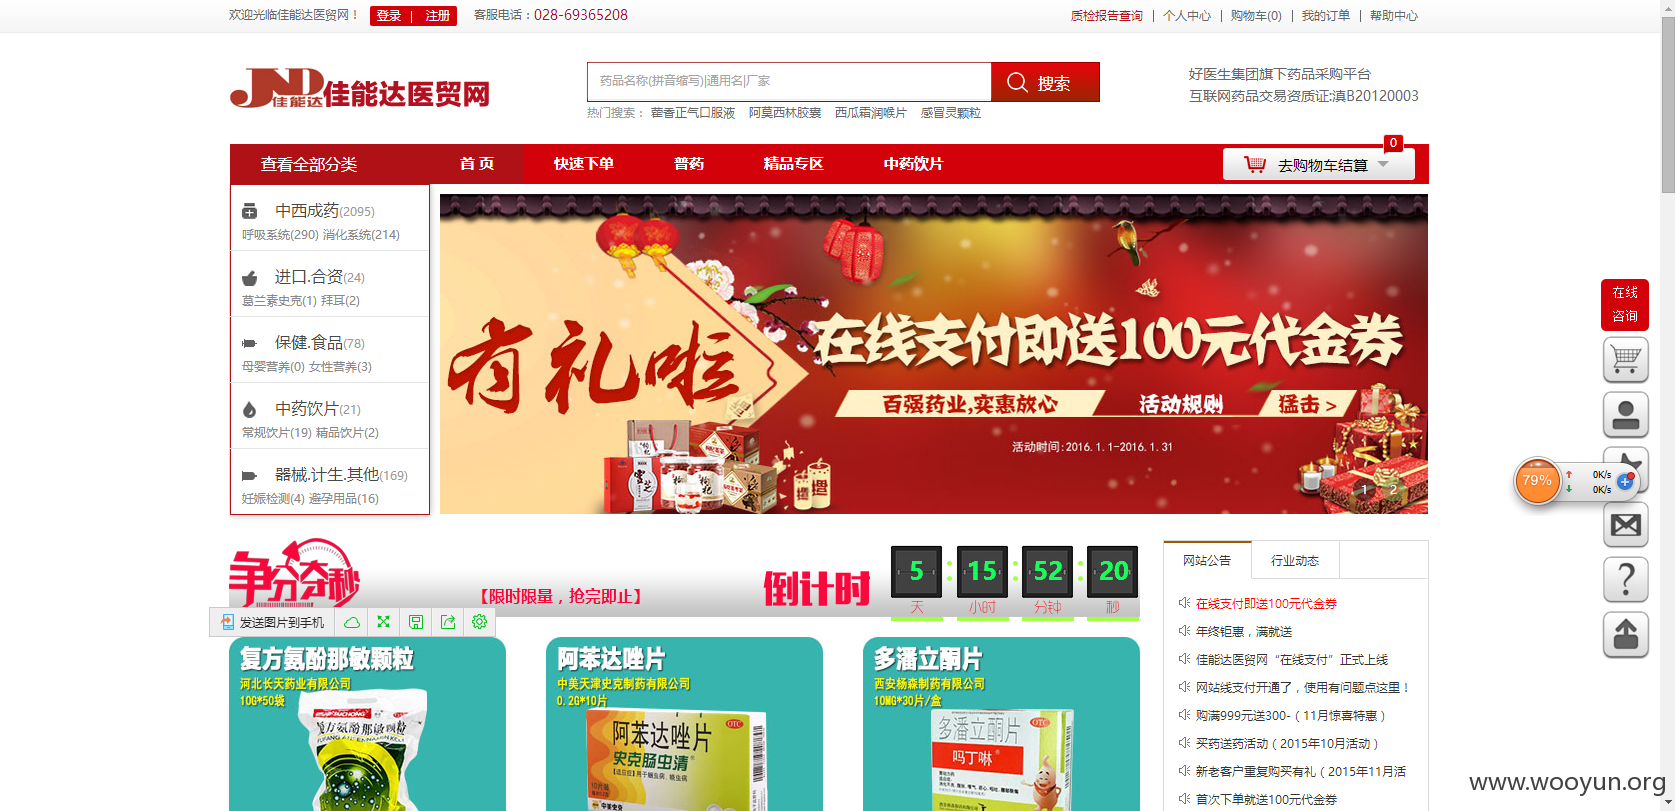 欢迎光临佳能达医贸网！ 登录 | 注册 客服电话：028-69365208
质检报告查询 | 个人中心 | 购物车(0) | 我的订单 | 帮助中心
JND 佳能达 佳能达医贸网
药品名称(拼音缩写)|通用名|厂家
搜索
热门搜索： 藿香正气口服液 阿莫西林胶囊 西瓜霜润喉片 感冒灵颗粒
好医生集团旗下药品采购平台
互联网药品交易资质证:滇B20120003
查看全部分类 首 页 快速下单 普药 精品专区 中药饮片
0
去购物车结算
中西成药(2095)
呼吸系统(290) 消化系统(214)
进口.合资(24)
葛兰素史克(1) 拜耳(2)
保健.食品(78)
母婴营养(0) 女性营养(3)
中药饮片(21)
常规饮片(19) 精品饮片(2)
器械.计生.其他(169)
妊娠检测(4) 避孕用品(16)
有礼啦
在线支付即送100元代金券
百强药业,实惠放心 活动规则 猛击 >
活动时间:2016.1.1-2016.1.31
1 2
在线
咨询
79%
0K/s
0K/s
争分夺秒
【限时限量，抢完即止】
倒计时
5 : 15 : 52 : 20
天 小时 分钟 秒
发送图片到手机
网站公告 行业动态
在线支付即送100元代金券
年终钜惠，满就送
佳能达医贸网“在线支付”正式上线
网站线支付开通了，使用有问题点这里！
购满999元送300-（11月惊喜特惠）
买药送药活动（2015年10月活动）
新老客户重复购买有礼（2015年11月活
首次下单就送100元代金券
复方氨酚那敏颗粒
河北长天药业有限公司
10G*50袋
复方氨酚那敏颗粒
阿苯达唑片
中美天津史克制药有限公司
0.2G*10片
OTC
阿苯达唑片
史克肠虫清
中美史克
多潘立酮片
西安杨森制药有限公司
10MG*30片/盒
多潘立酮片
OTC
吗丁啉
www.wooyun.org